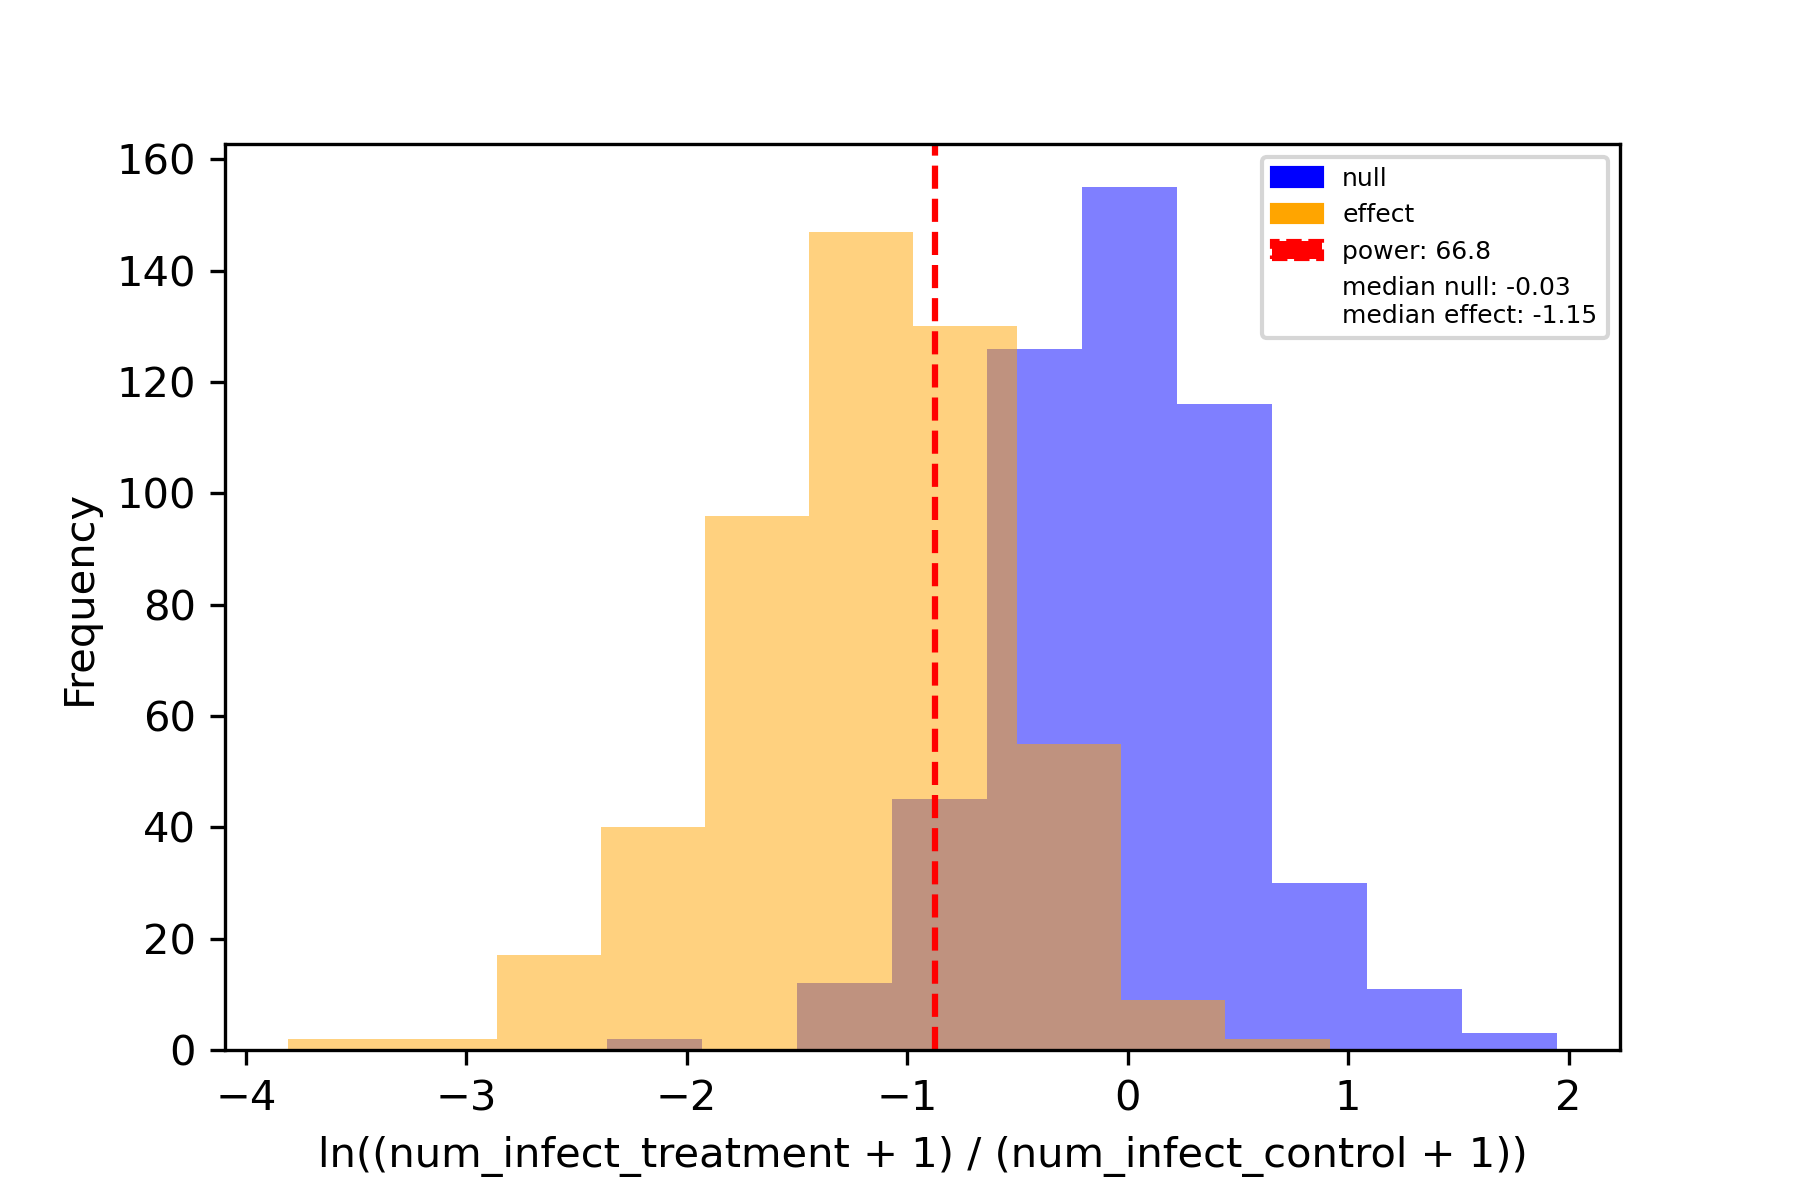 160
140
120
100
80
60
40
20
0
Frequency
null
effect
power: 66.8
median null: -0.03
median effect: -1.15
−4 −3 −2 −1 0 1 2
ln((num_infect_treatment + 1) / (num_infect_control + 1))